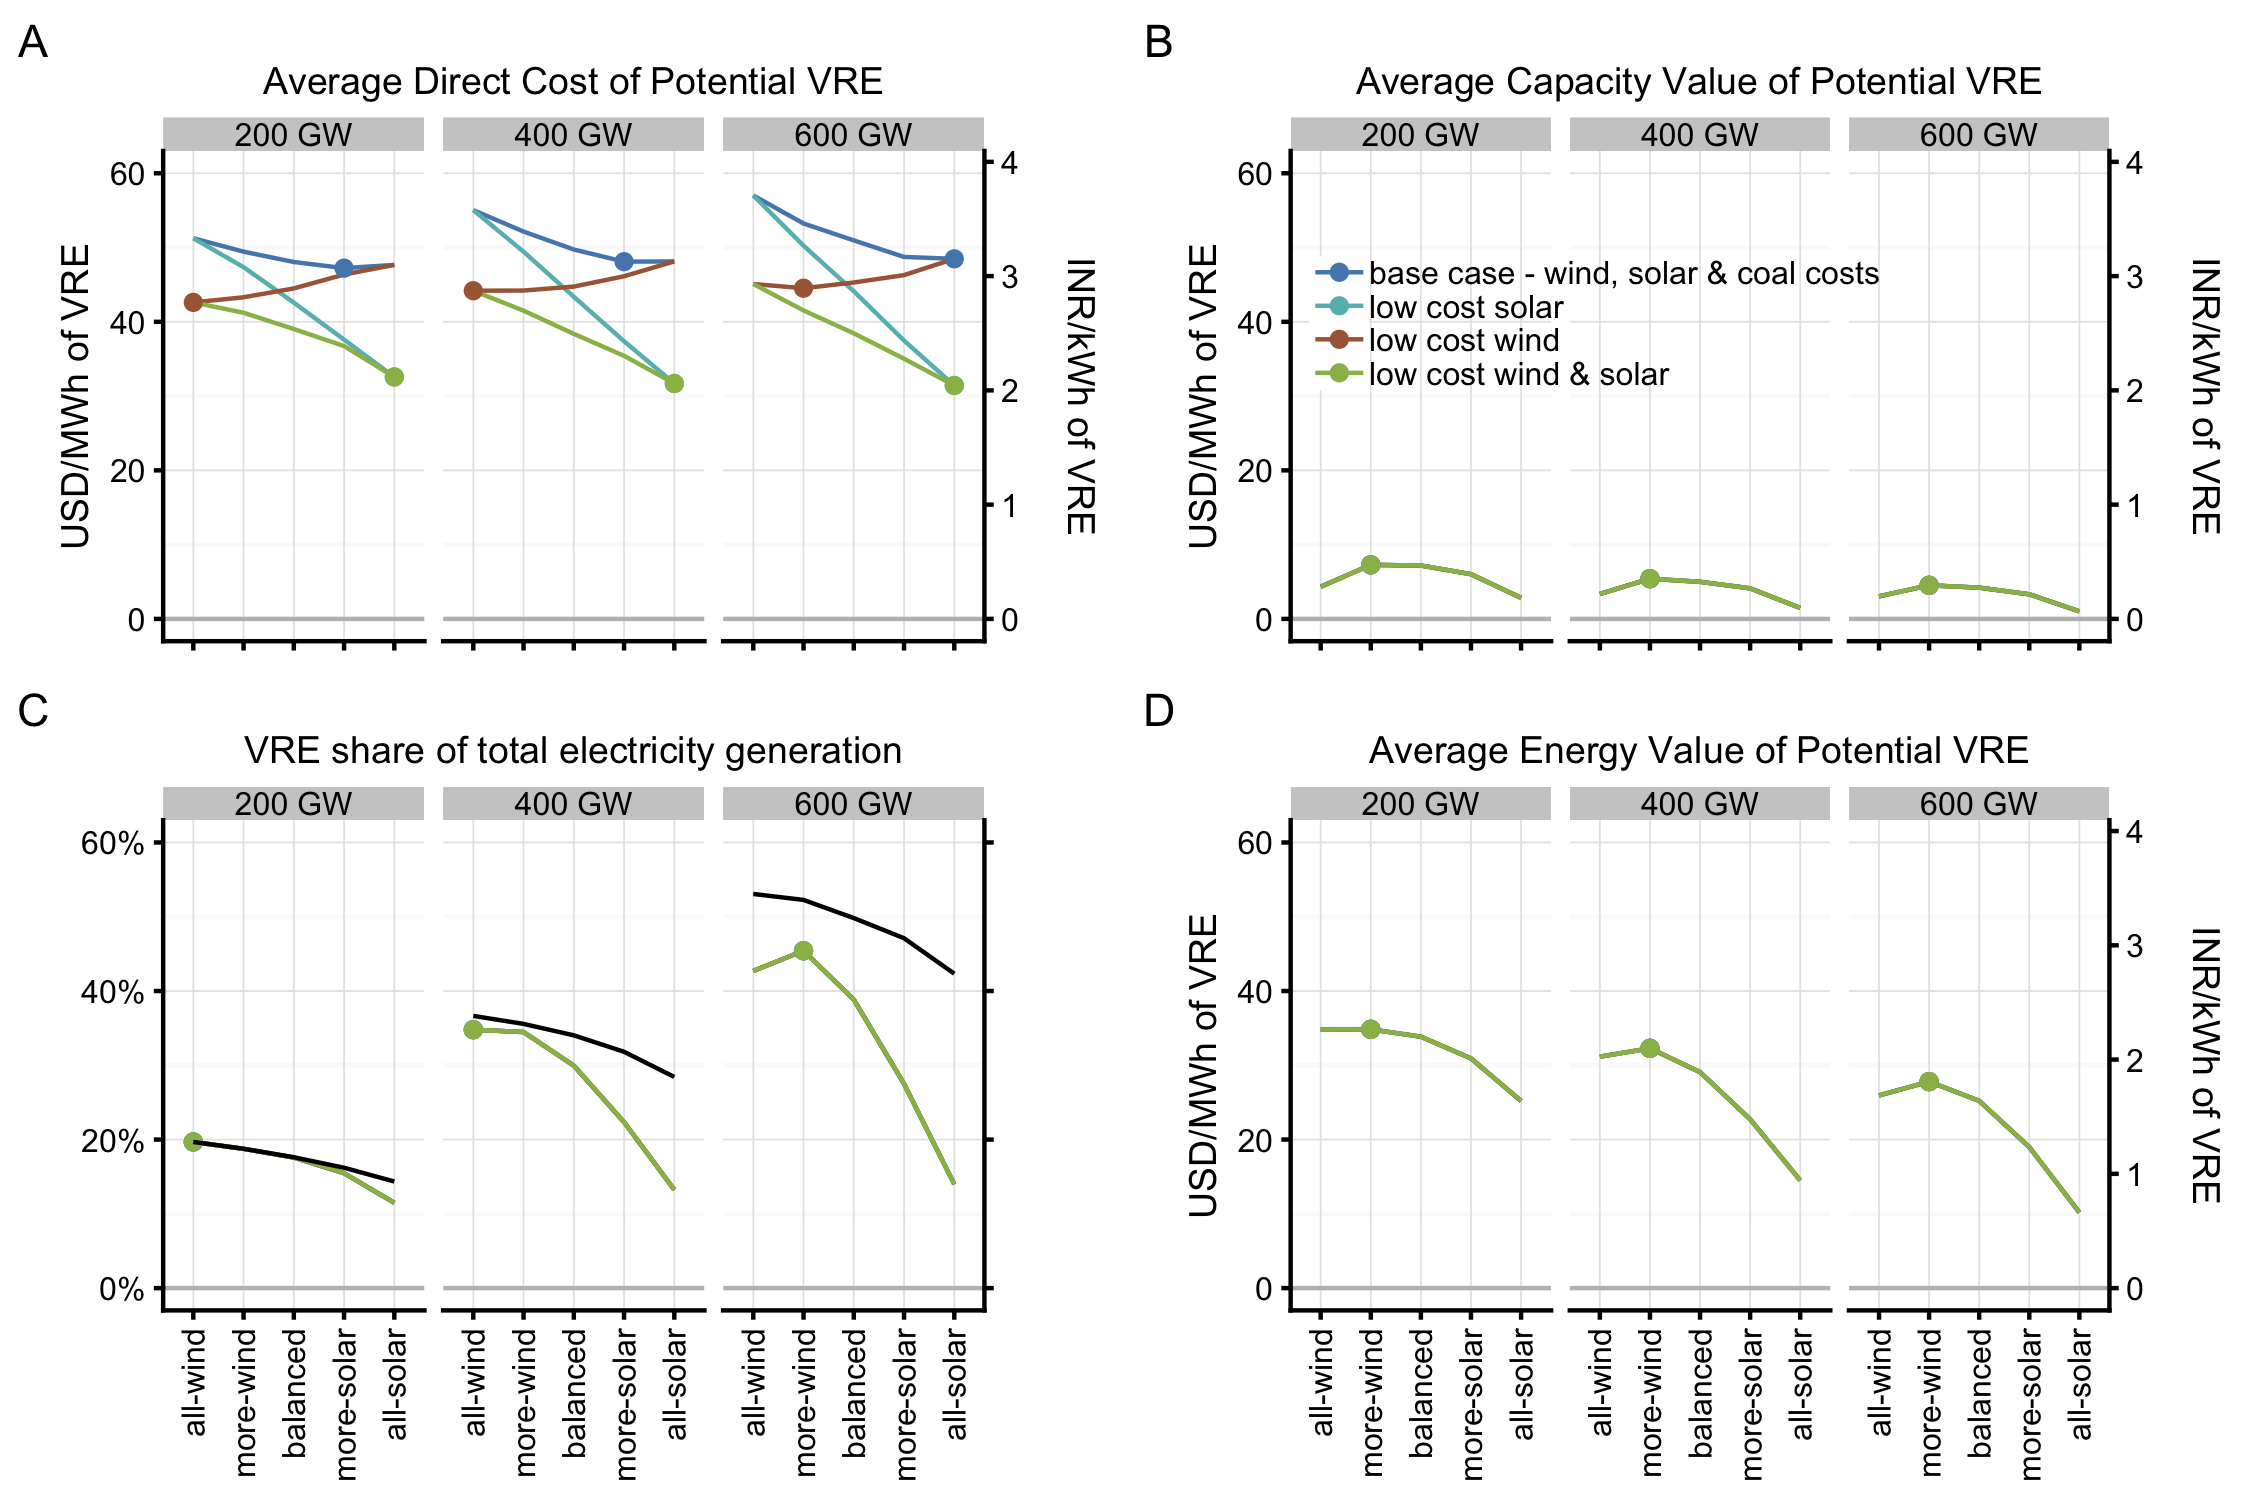 A
Average Direct Cost of Potential VRE
200 GW 400 GW 600 GW
60
40
20
0
USD/MWh of VRE
4
3
2
1
0
INR/kWh of VRE
B
Average Capacity Value of Potential VRE
200 GW 400 GW 600 GW
60
40
20
0
USD/MWh of VRE
base case - wind, solar & coal costs
low cost solar
low cost wind
low cost wind & solar
4
3
2
1
0
INR/kWh of VRE
C
VRE share of total electricity generation
200 GW 400 GW 600 GW
60%
40%
20%
0%
all-wind
more-wind
balanced
more-solar
all-solar
all-wind
more-wind
balanced
more-solar
all-solar
all-wind
more-wind
balanced
more-solar
all-solar
D
Average Energy Value of Potential VRE
200 GW 400 GW 600 GW
60
40
20
0
USD/MWh of VRE
4
3
2
1
0
INR/kWh of VRE
all-wind
more-wind
balanced
more-solar
all-solar
all-wind
more-wind
balanced
more-solar
all-solar
all-wind
more-wind
balanced
more-solar
all-solar